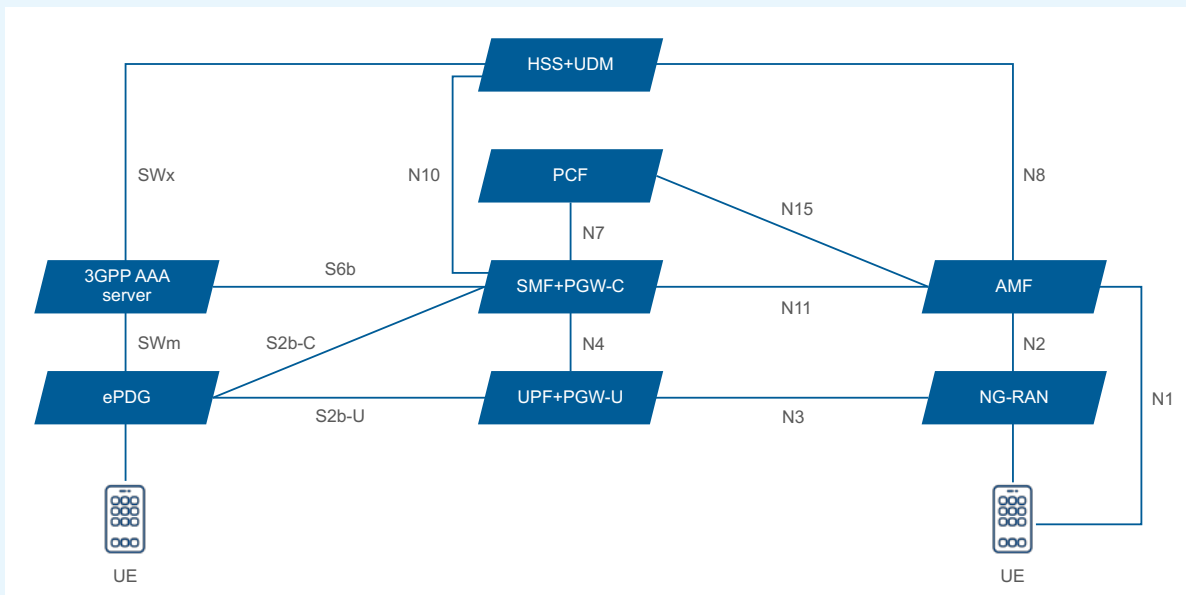 HSS+UDM
SWx
N10
PCF
N8
N15
N7
3GPP AAA
server
S6b
SMF+PGW-C
N11
AMF
SWm
S2b-C
N4
N2
ePDG
S2b-U
UPF+PGW-U
N3
NG-RAN
N1
UE
UE